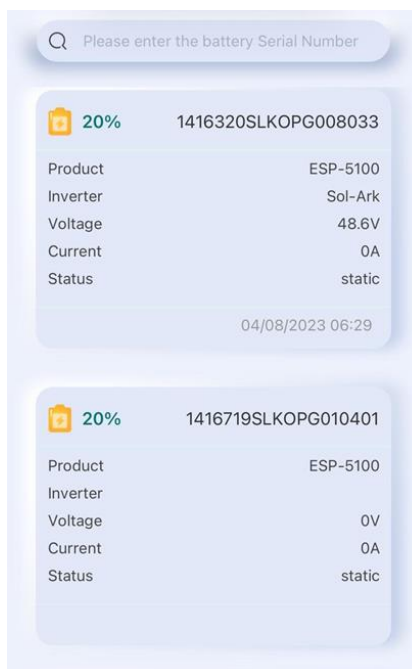 Please enter the battery Serial Number
20% 1416320SLKOPG008033
Product ESP-5100
Inverter Sol-Ark
Voltage 48.6V
Current 0A
Status static
04/08/2023 06:29
20% 1416719SLKOPG010401
Product ESP-5100
Inverter
Voltage 0V
Current 0A
Status static